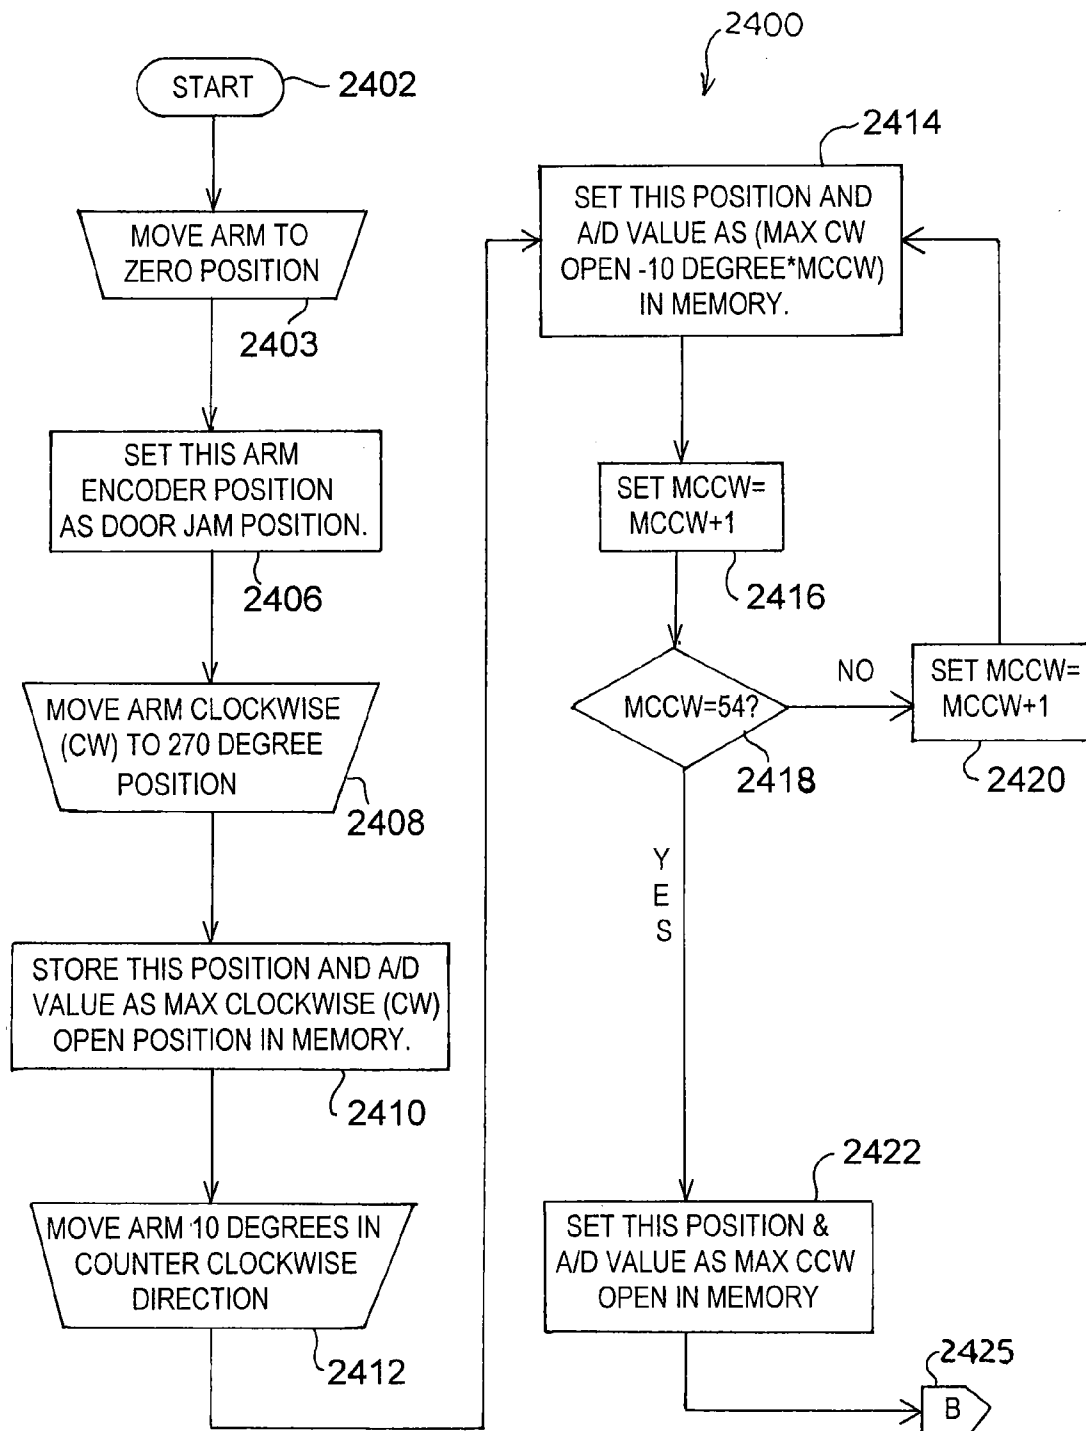 2400
START
2402
MOVE ARM TO
ZERO POSITION
2403
SET THIS ARM
ENCODER POSITION
AS DOOR JAM POSITION.
2406
MOVE ARM CLOCKWISE
(CW) TO 270 DEGREE
POSITION
2408
STORE THIS POSITION AND A/D
VALUE AS MAX CLOCKWISE (CW)
OPEN POSITION IN MEMORY.
2410
MOVE ARM 10 DEGREES IN
COUNTER CLOCKWISE
DIRECTION
2412
2414
SET THIS POSITION AND
A/D VALUE AS (MAX CW
OPEN -10 DEGREE*MCCW)
IN MEMORY.
SET MCCW=
MCCW+1
2416
MCCW=54?
2418
NO
SET MCCW=
MCCW+1
2420
Y
E
S
2422
SET THIS POSITION &
A/D VALUE AS MAX CCW
OPEN IN MEMORY
2425
B